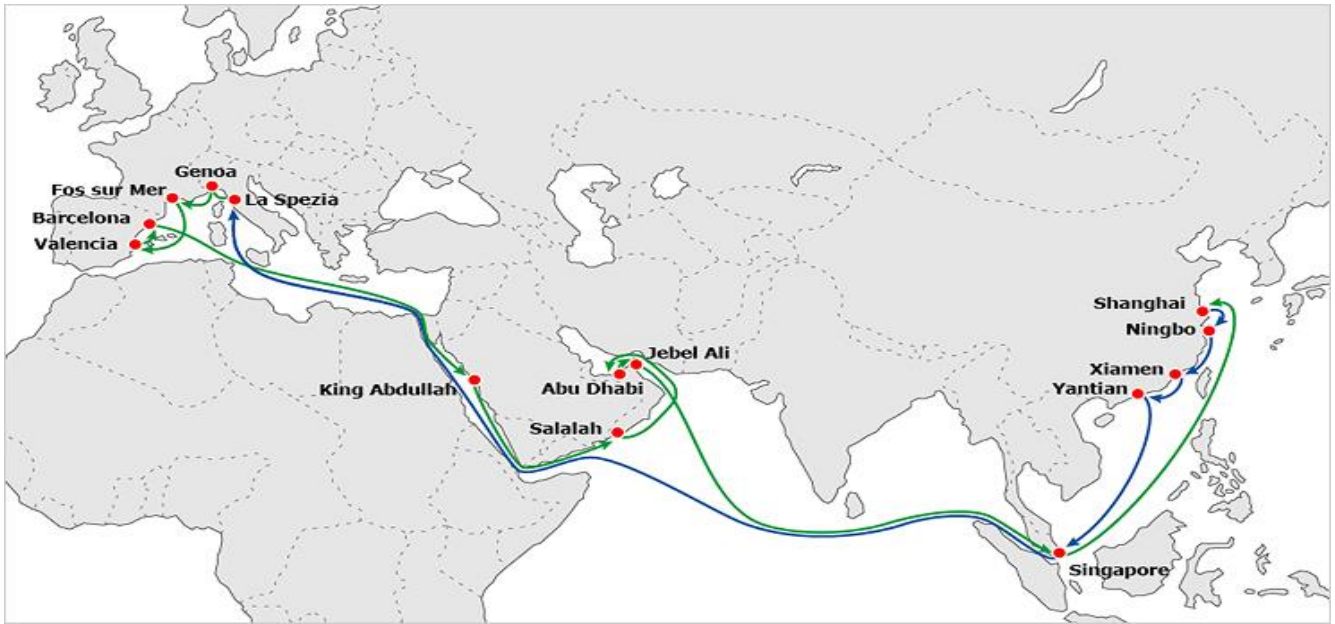 Genoa
Fos sur Mer
La Spezia
Barcelona
Valencia
Shanghai
Ningbo
Jebel Ali
Xiamen
King Abdullah
Abu Dhabi
Yantian
Salalah
Singapore